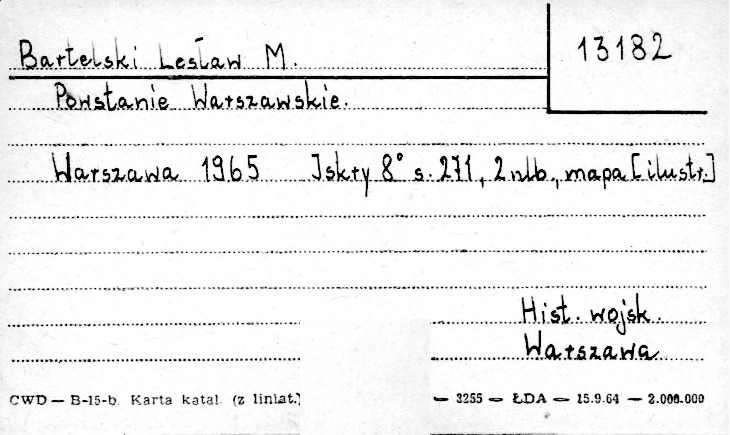 Bartelski Lesław M.
13182
Powstanie Warszawskie.
Warszawa 1965 Iskry 8° s. 271, 2 nlb., mapa [ilustr.]
Hist. wojsk.
Warszawa
CWD — B-15-b. Karta katal. (z liniat.)
— 3255 — ŁDA — 15.9.64 — 2.000.000